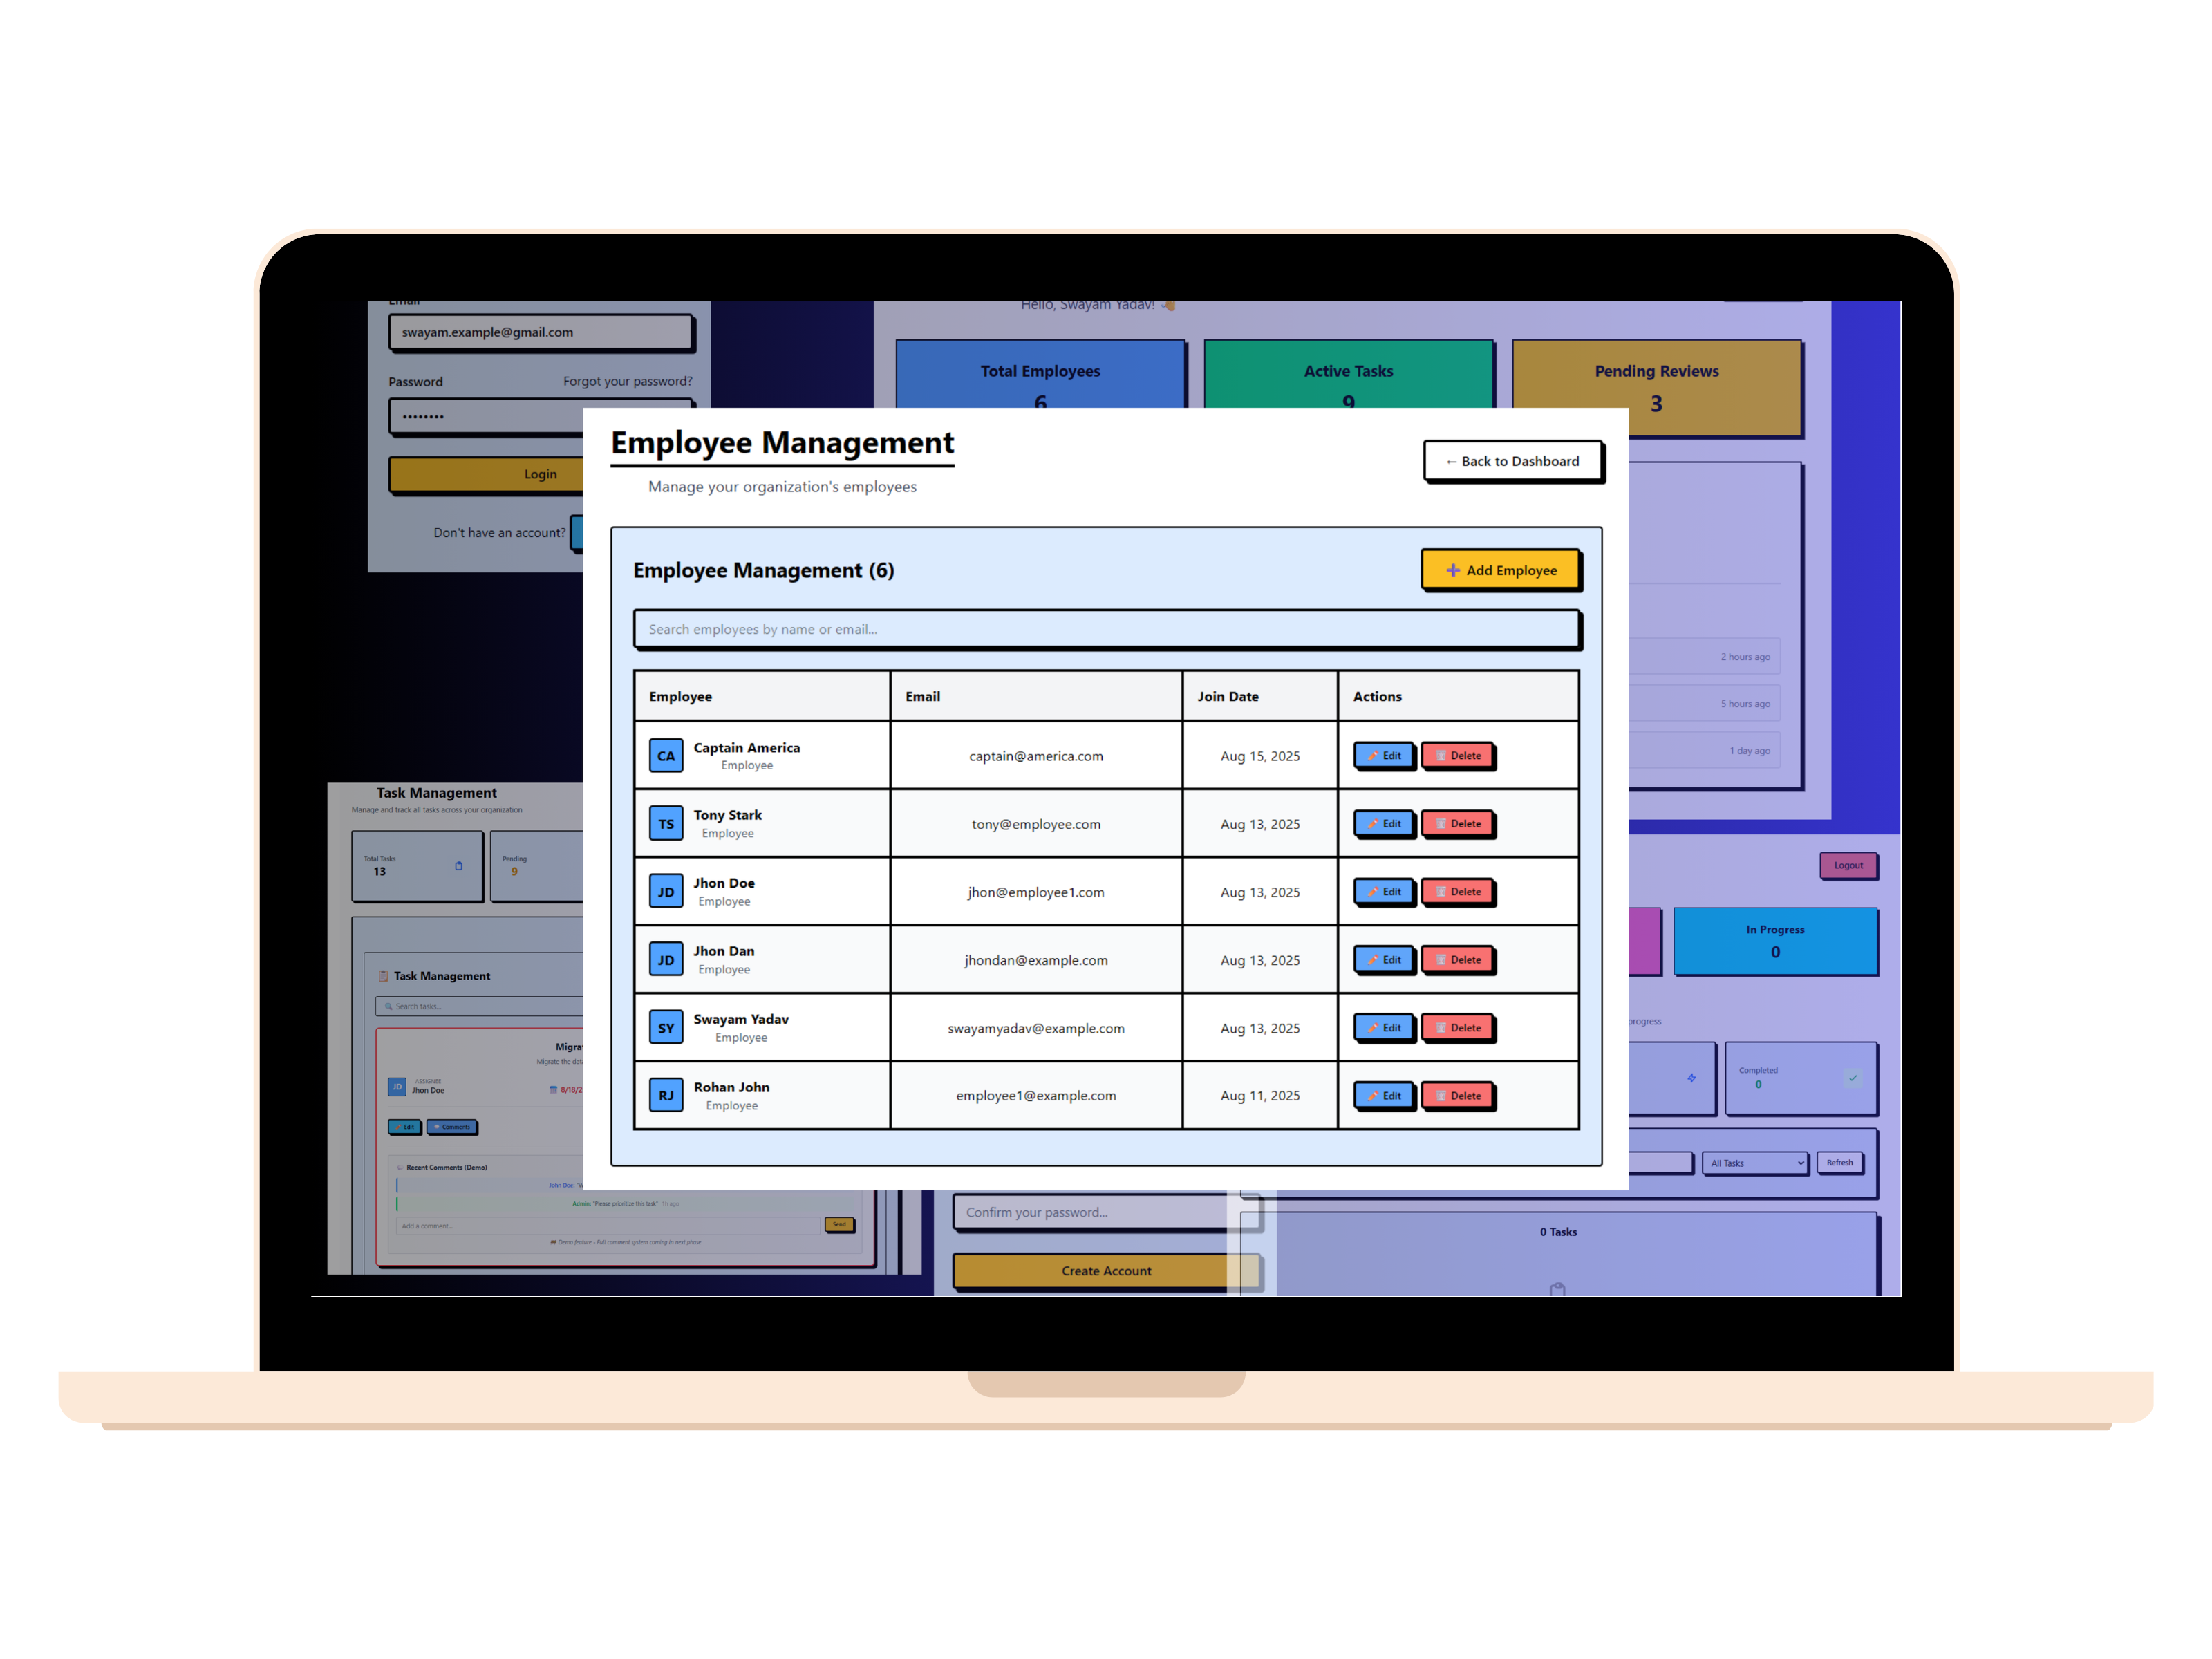 Email
swayam.example@gmail.com
Password Forgot your password?
••••••••
Login
Don't have an account?
Hello, Swayam Yadav! 👋
Total Employees
6
Active Tasks
9
Pending Reviews
3
Employee Management
Manage your organization's employees
← Back to Dashboard
Employee Management (6)
➕ Add Employee
Search employees by name or email...
Employee Email Join Date Actions
CA Captain America captain@america.com Aug 15, 2025 Edit Delete
Employee
TS Tony Stark tony@employee.com Aug 13, 2025 Edit Delete
Employee
JD Jhon Doe jhon@employee1.com Aug 13, 2025 Edit Delete
Employee
JD Jhon Dan jhondan@example.com Aug 13, 2025 Edit Delete
Employee
SY Swayam Yadav swayamyadav@example.com Aug 13, 2025 Edit Delete
Employee
RJ Rohan John employee1@example.com Aug 11, 2025 Edit Delete
Employee
2 hours ago
5 hours ago
1 day ago
Task Management
Manage and track all tasks across your organization
Total Tasks
13
Pending
9
Task Management
Search tasks...
Migra
Migrate the dat
JD ASSIGNEE
Jhon Doe
8/18/2
Edit Comments
Recent Comments (Demo)
John Doe:
Admin: "Please prioritize this task" 1h ago
Add a comment...
Send
Demo feature - Full comment system coming in next phase
Logout
In Progress
0
progress
Completed
0
All Tasks
Refresh
0 Tasks
Confirm your password...
Create Account